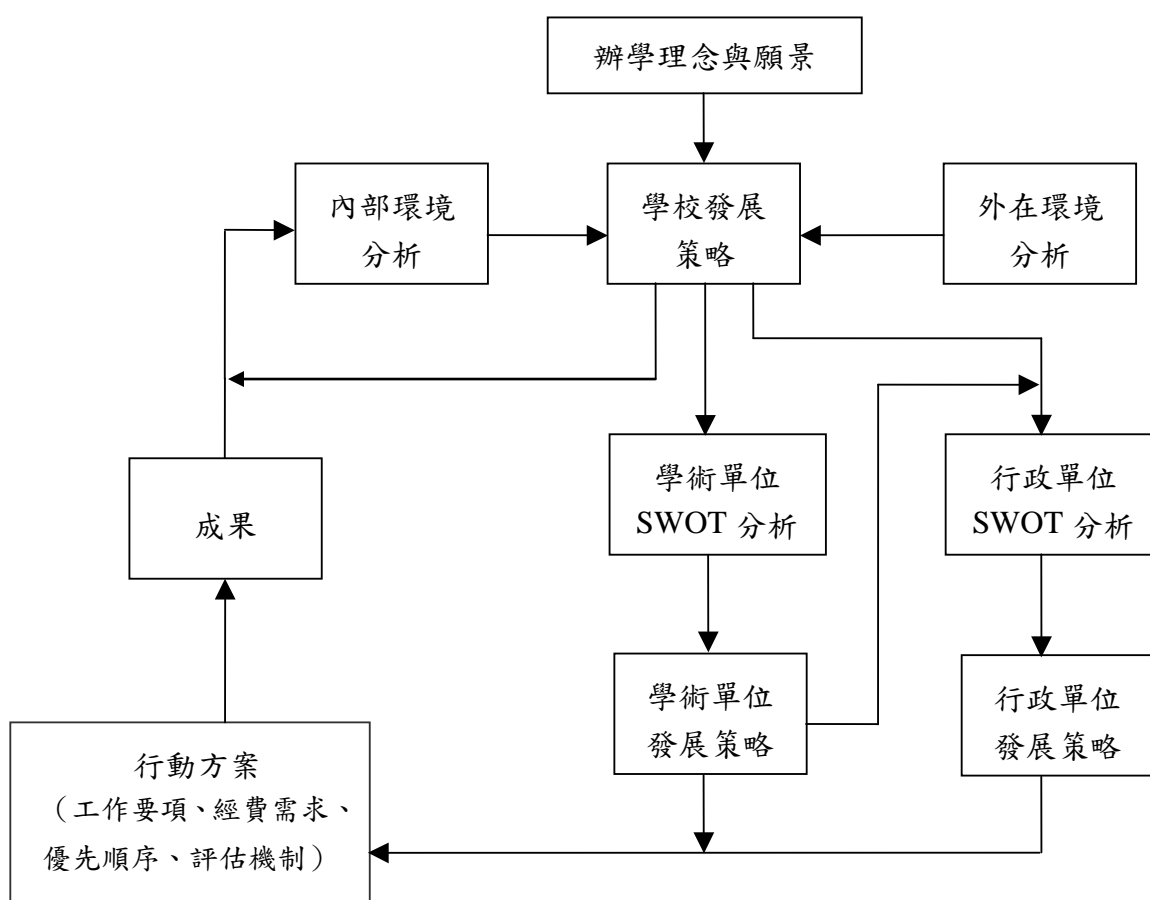 辦學理念與願景
內部環境
分析
學校發展
策略
外在環境
分析
成果
學術單位
SWOT 分析
行政單位
SWOT 分析
學術單位
發展策略
行政單位
發展策略
行動方案
（工作要項、經費需求、
優先順序、評估機制）